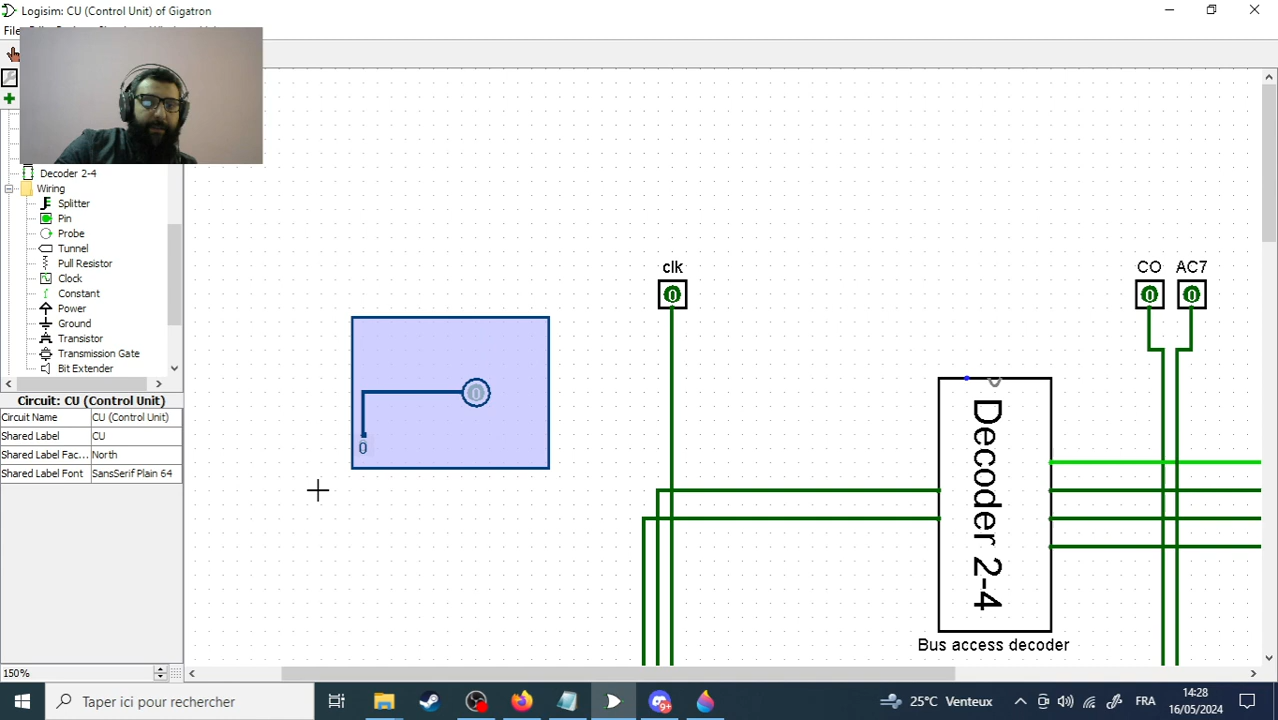 Logisim: CU (Control Unit) of Gigatron
File
Decoder 2-4
Wiring
Splitter
Pin
Probe
Tunnel
Pull Resistor
Clock
Constant
Power
Ground
Transistor
Transmission Gate
Bit Extender
Circuit: CU (Control Unit)
Circuit Name CU (Control Unit)
Shared Label CU
Shared Label Fac... North
Shared Label Font SansSerif Plain 64
150%
clk
0
CO AC7
0 0
0
0
Decoder 2-4
Bus access decoder
Taper ici pour rechercher
9+
25°C Venteux
FRA
14:28
16/05/2024